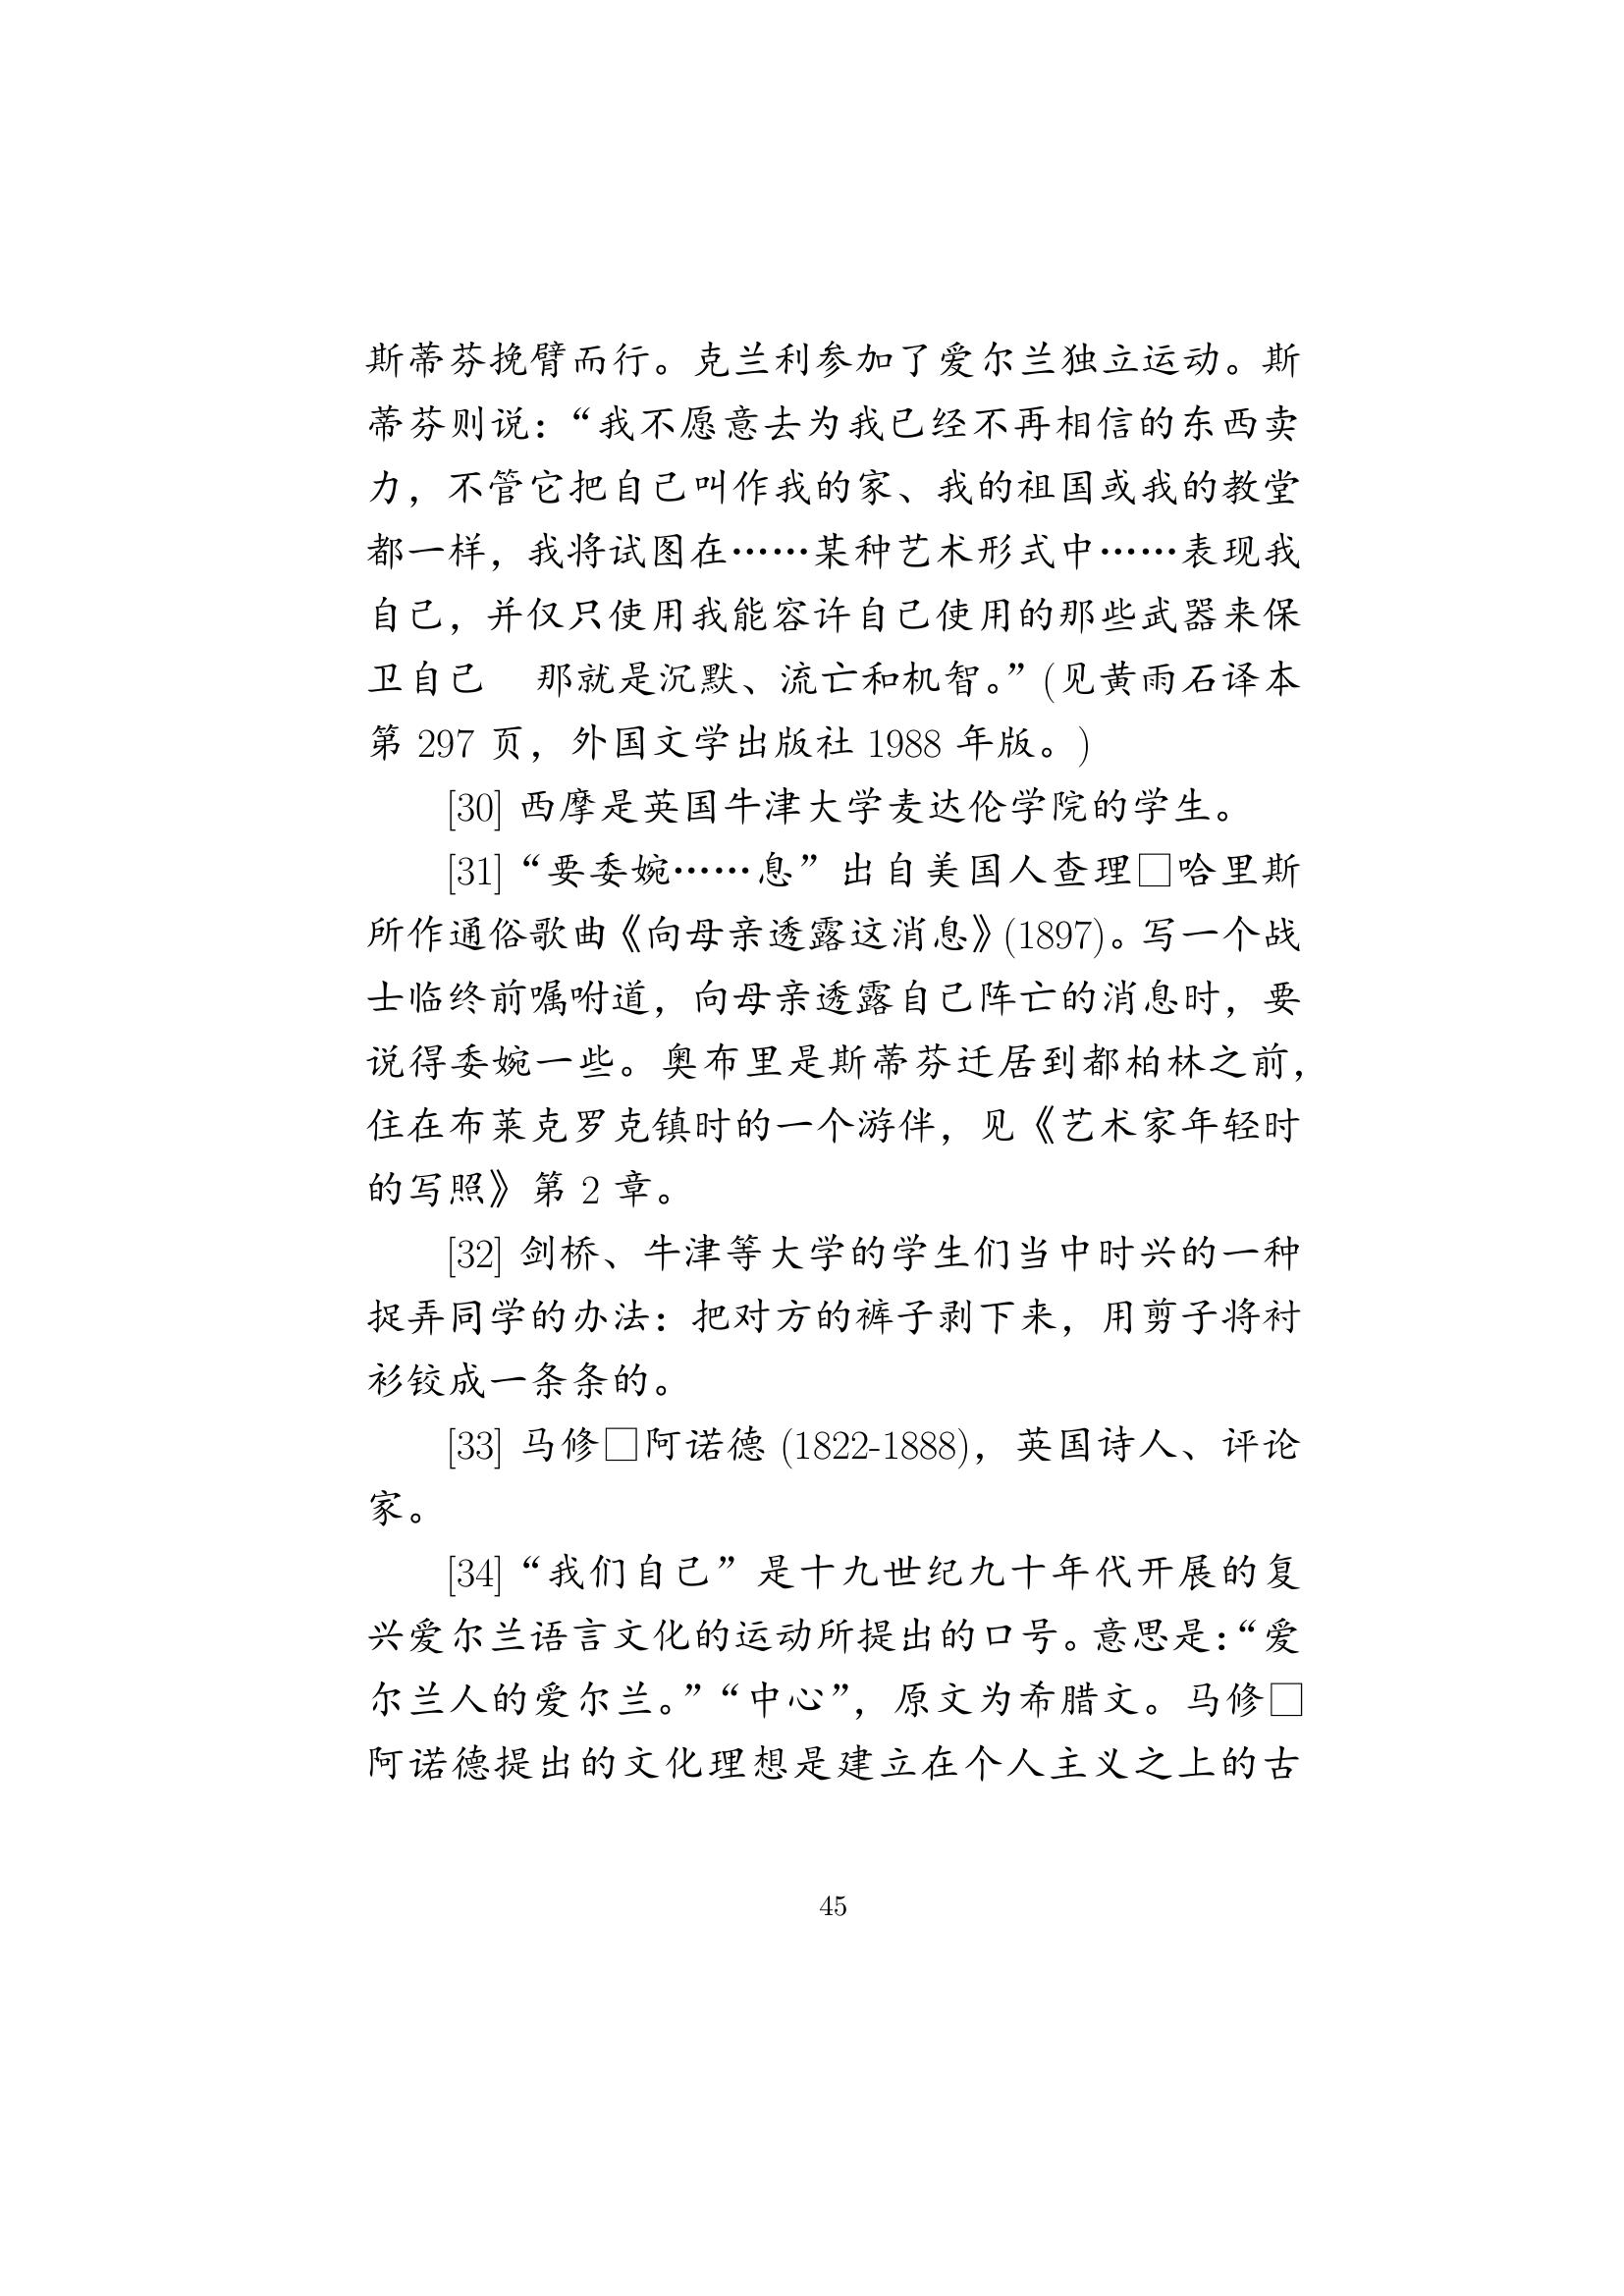 斯蒂芬挽臂而行。克兰利参加了爱尔兰独立运动。斯
蒂芬则说：“我不愿意去为我已经不再相信的东西卖
力，不管它把自己叫作我的家、我的祖国或我的教堂
都一样，我将试图在……某种艺术形式中……表现我
自己，并仅只使用我能容许自己使用的那些武器来保
卫自己　那就是沉默、流亡和机智。”(见黄雨石译本
第 297 页，外国文学出版社 1988 年版。)
[30] 西摩是英国牛津大学麦达伦学院的学生。
[31]“要委婉……息”出自美国人查理□哈里斯
所作通俗歌曲《向母亲透露这消息》(1897)。写一个战
士临终前嘱咐道，向母亲透露自己阵亡的消息时，要
说得委婉一些。奥布里是斯蒂芬迁居到都柏林之前，
住在布莱克罗克镇时的一个游伴，见《艺术家年轻时
的写照》第 2 章。
[32] 剑桥、牛津等大学的学生们当中时兴的一种
捉弄同学的办法：把对方的裤子剥下来，用剪子将衬
衫铰成一条条的。
[33] 马修□阿诺德 (1822-1888)，英国诗人、评论
家。
[34]“我们自己”是十九世纪九十年代开展的复
兴爱尔兰语言文化的运动所提出的口号。意思是：“爱
尔兰人的爱尔兰。”“中心”，原文为希腊文。马修□
阿诺德提出的文化理想是建立在个人主义之上的古
45